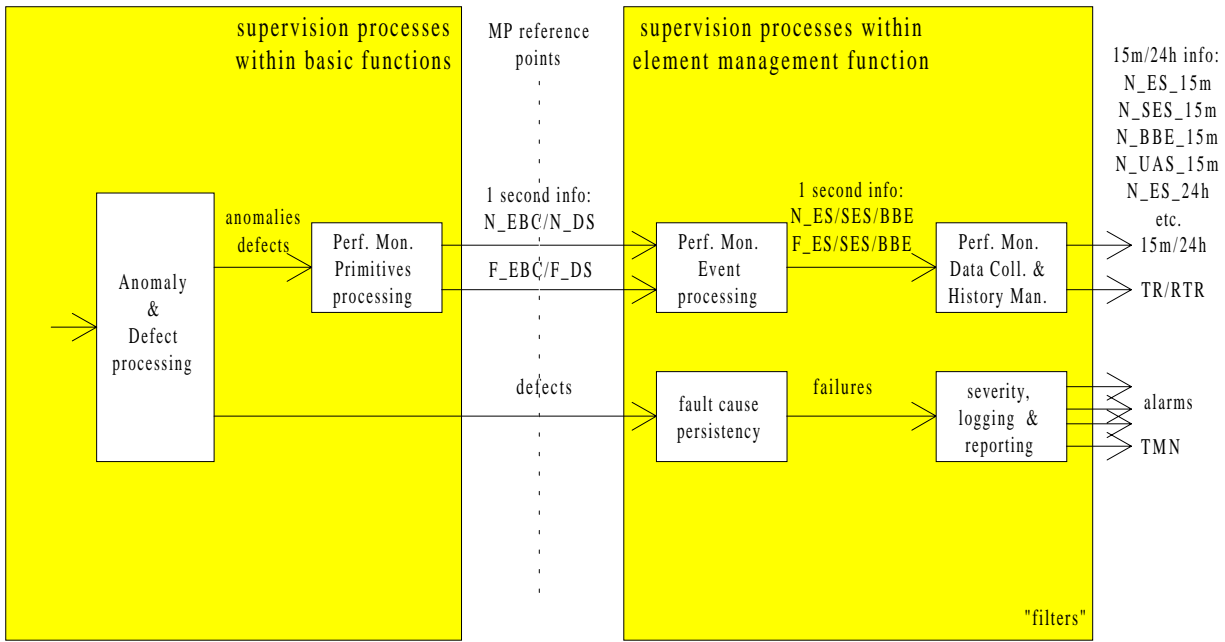 supervision processes
within basic functions
MP reference
points
supervision processes within
element management function
15m/24h info:
N_ES_15m
N_SES_15m
N_BBE_15m
N_UAS_15m
N_ES_24h
etc.
15m/24h
TR/RTR
anomalies
defects
1 second info:
N_EBC/N_DS
F_EBC/F_DS
1 second info:
N_ES/SES/BBE
F_ES/SES/BBE
Anomaly
&
Defect
processing
Perf. Mon.
Primitives
processing
Perf. Mon.
Event
processing
Perf. Mon.
Data Coll. &
History Man.
defects
fault cause
persistency
failures
severity,
logging &
reporting
alarms
TMN
"filters"